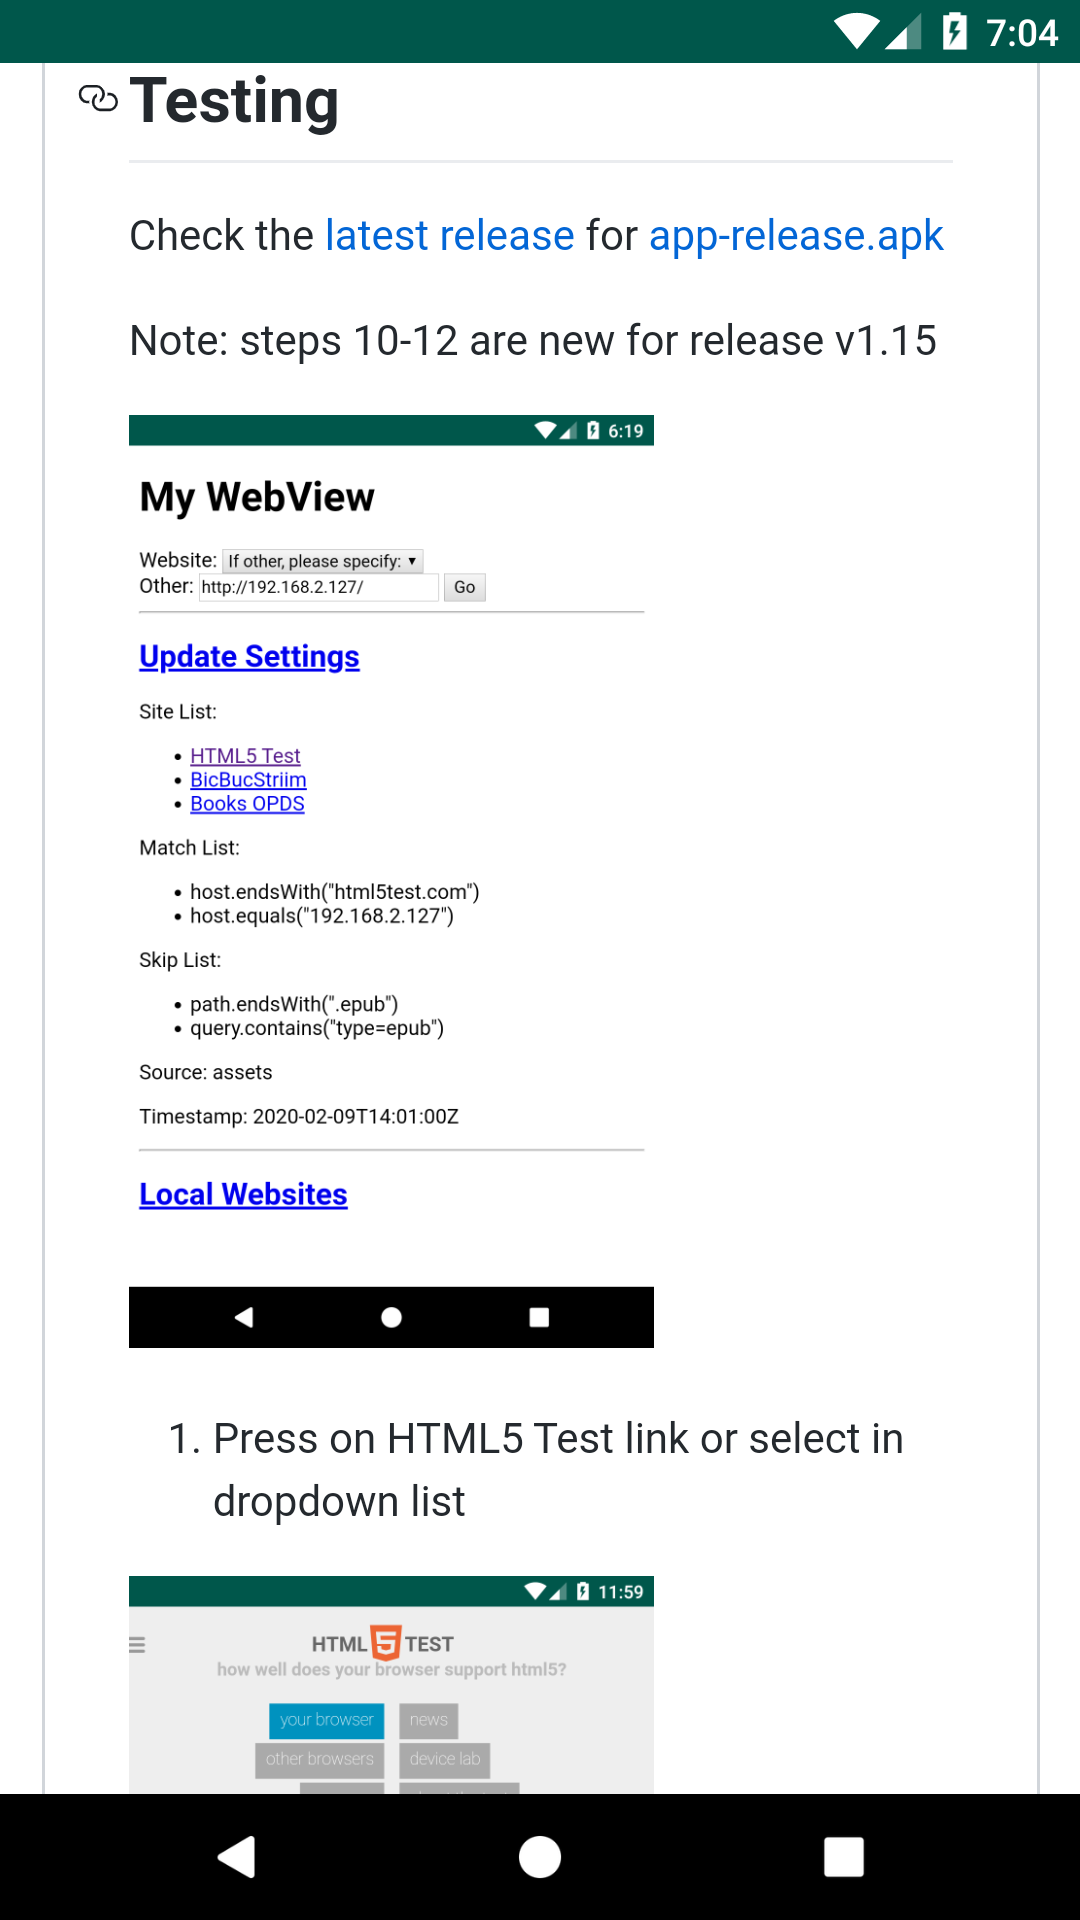 7:04
Testing
Check the latest release for app-release.apk
Note: steps 10-12 are new for release v1.15
6:19
My WebView
Website: If other, please specify:
Other: http://192.168.2.127/ Go
Update Settings
Site List:
• HTML5 Test
• BicBucStriim
• Books OPDS
Match List:
• host.endsWith("html5test.com")
• host.equals("192.168.2.127")
Skip List:
• path.endsWith(".epub")
• query.contains("type=epub")
Source: assets
Timestamp: 2020-02-09T14:01:00Z
Local Websites
1. Press on HTML5 Test link or select in
dropdown list
11:59
HTML 5 TEST
how well does your browser support html5?
your browser news
other browsers device lab